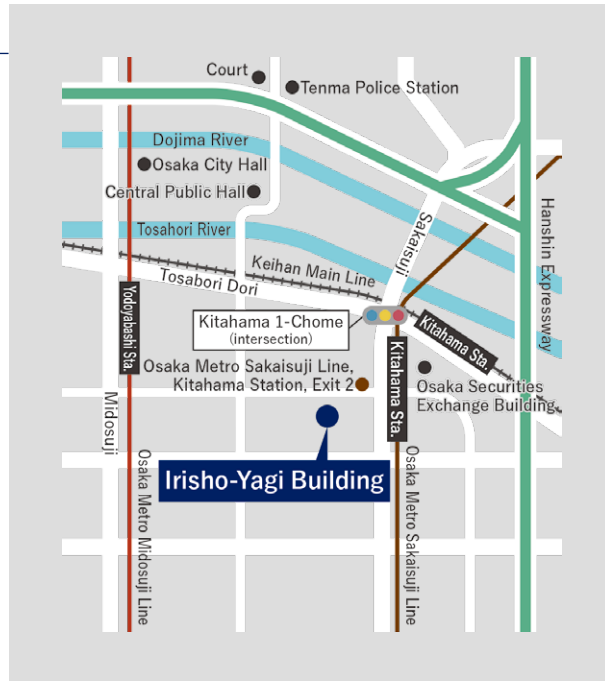 Court
Tenma Police Station
Dojima River
Osaka City Hall
Central Public Hall
Sakaisuji
Hanshin Expressway
Tosahori River
Keihan Main Line
Tosabori Dori
Yodoyabashi Sta.
Kitahama 1-Chome
(intersection)
Kitahama Sta.
Kitahama Sta.
Osaka Metro Sakaisuji Line,
Kitahama Station, Exit 2
Osaka Securities
Exchange Building
Midosuji
Irisho-Yagi Building
Osaka Metro Midosuji Line
Osaka Metro Sakaisuji Line